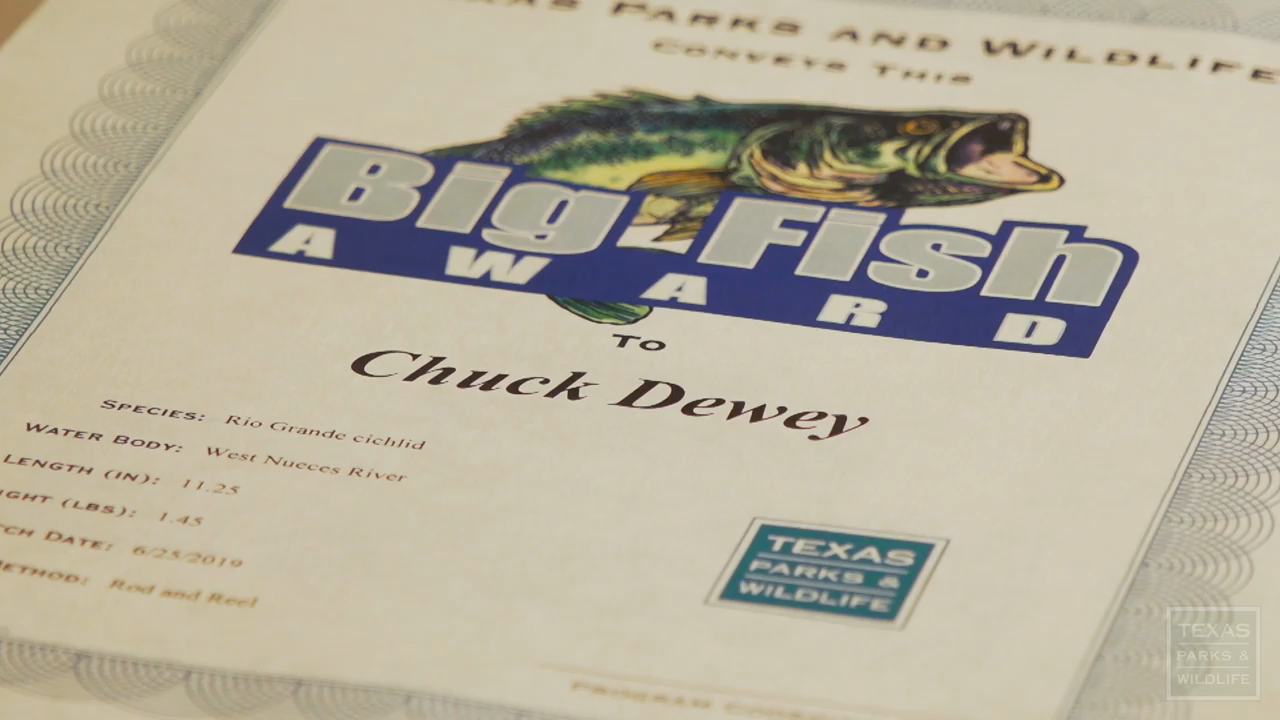 PARKS AND WILDLIFE
CONVEYS THIS
Big Fish
AWARD
TO
Chuck Dewey
SPECIES: Rio Grande cichlid
WATER BODY: West Nueces River
LENGTH (IN): 11.25
(LBS): 1.45
DATE: 6/25/2019
Rod and Reel
TEXAS
PARKS &
WILDLIFE
PROGRAM
TEXAS
PARKS &
WILDLIFE